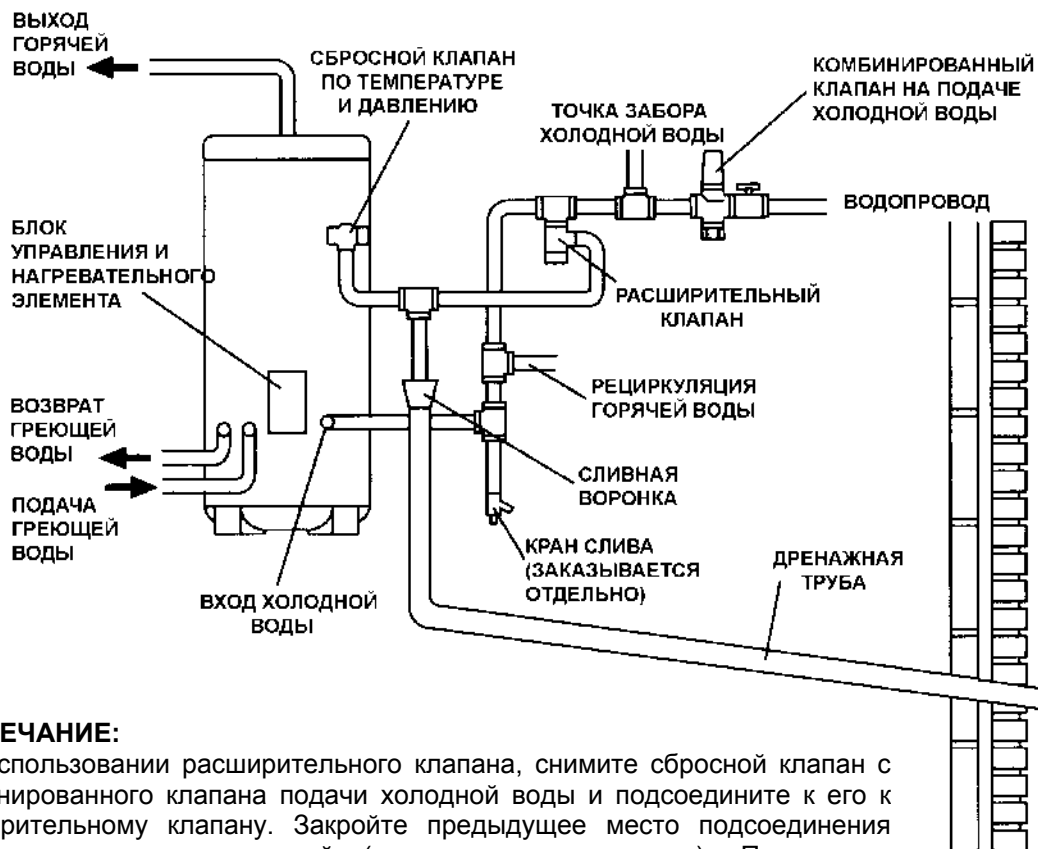 ВЫХОД
ГОРЯЧЕЙ
ВОДЫ
СБРОСНОЙ КЛАПАН
ПО ТЕМПЕРАТУРЕ
И ДАВЛЕНИЮ
КОМБИНИРОВАННЫЙ
КЛАПАН НА ПОДАЧЕ
ХОЛОДНОЙ ВОДЫ
ТОЧКА ЗАБОРА
ХОЛОДНОЙ ВОДЫ
ВОДОПРОВОД
БЛОК
УПРАВЛЕНИЯ И
НАГРЕВАТЕЛЬНОГО
ЭЛЕМЕНТА
РАСШИРИТЕЛЬНЫЙ
КЛАПАН
РЕЦИРКУЛЯЦИЯ
ГОРЯЧЕЙ ВОДЫ
ВОЗВРАТ
ГРЕЮЩЕЙ
ВОДЫ
СЛИВНАЯ
ВОРОНКА
ПОДАЧА
ГРЕЮЩЕЙ
ВОДЫ
КРАН СЛИВА
(ЗАКАЗЫВАЕТСЯ
ОТДЕЛЬНО)
ДРЕНАЖНАЯ
ТРУБА
ВХОД ХОЛОДНОЙ
ВОДЫ
ЕЧАНИЕ:
спользовании расширительного клапана, снимите сбросной клапан с
нированного клапана подачи холодной воды и подсоедините к его к
рительному клапану. Закройте предыдущее место подсоединения